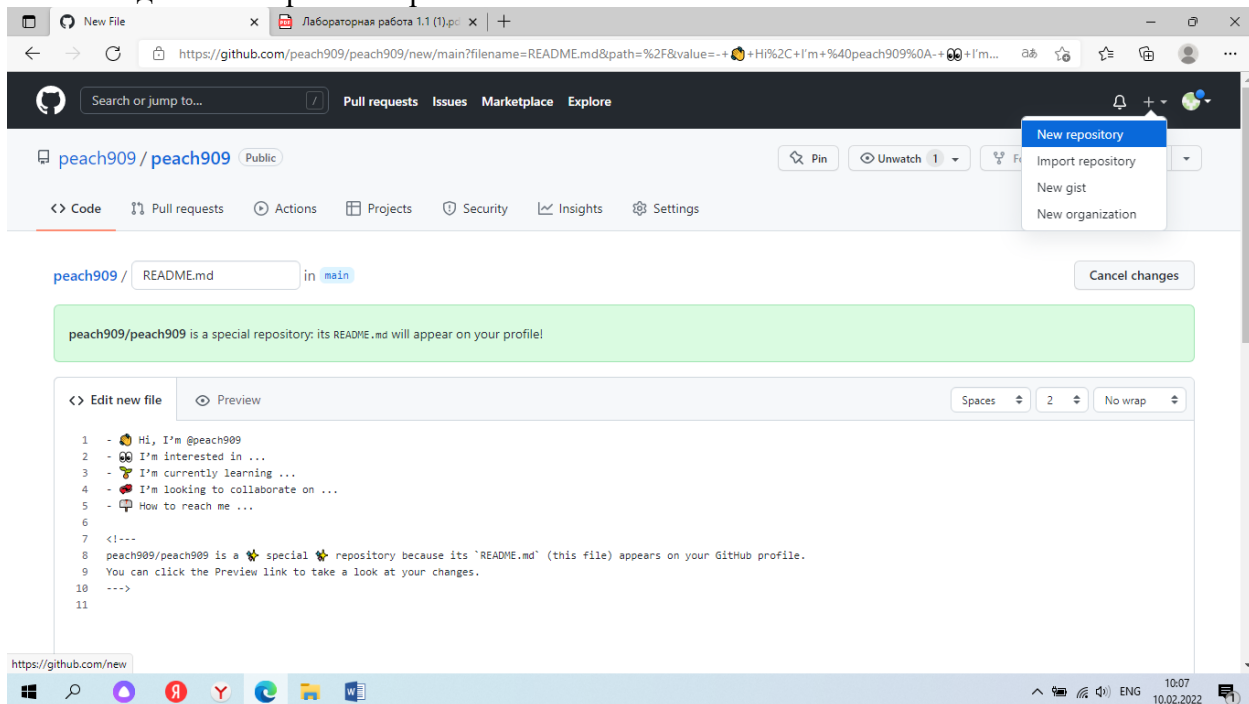 New File
Лабораторная работа 1.1 (1).pd
https://github.com/peach909/peach909/new/main?filename=README.md&path=%2F&value=-+👋+Hi%2C+I'm+%40peach909%0A-+👀+I'm...
Search or jump to...
/
Pull requests Issues Marketplace Explore
New repository
Import repository
New gist
New organization
peach909 / peach909 Public
Pin
Unwatch 1
<> Code Pull requests Actions Projects Security Insights Settings
peach909 / README.md in main
Cancel changes
peach909/peach909 is a special repository: its README.md will appear on your profile!
<> Edit new file Preview
Spaces 2 No wrap
1 - 👋 Hi, I'm @peach909
2 - 👀 I'm interested in ...
3 - 🌱 I'm currently learning ...
4 - 💞️ I'm looking to collaborate on ...
5 - 📫 How to reach me ...
6
7 <!---
8 peach909/peach909 is a ✨ special ✨ repository because its `README.md` (this file) appears on your GitHub profile.
9 You can click the Preview link to take a look at your changes.
10 --->
11
https://github.com/new
ENG
10:07
10.02.2022